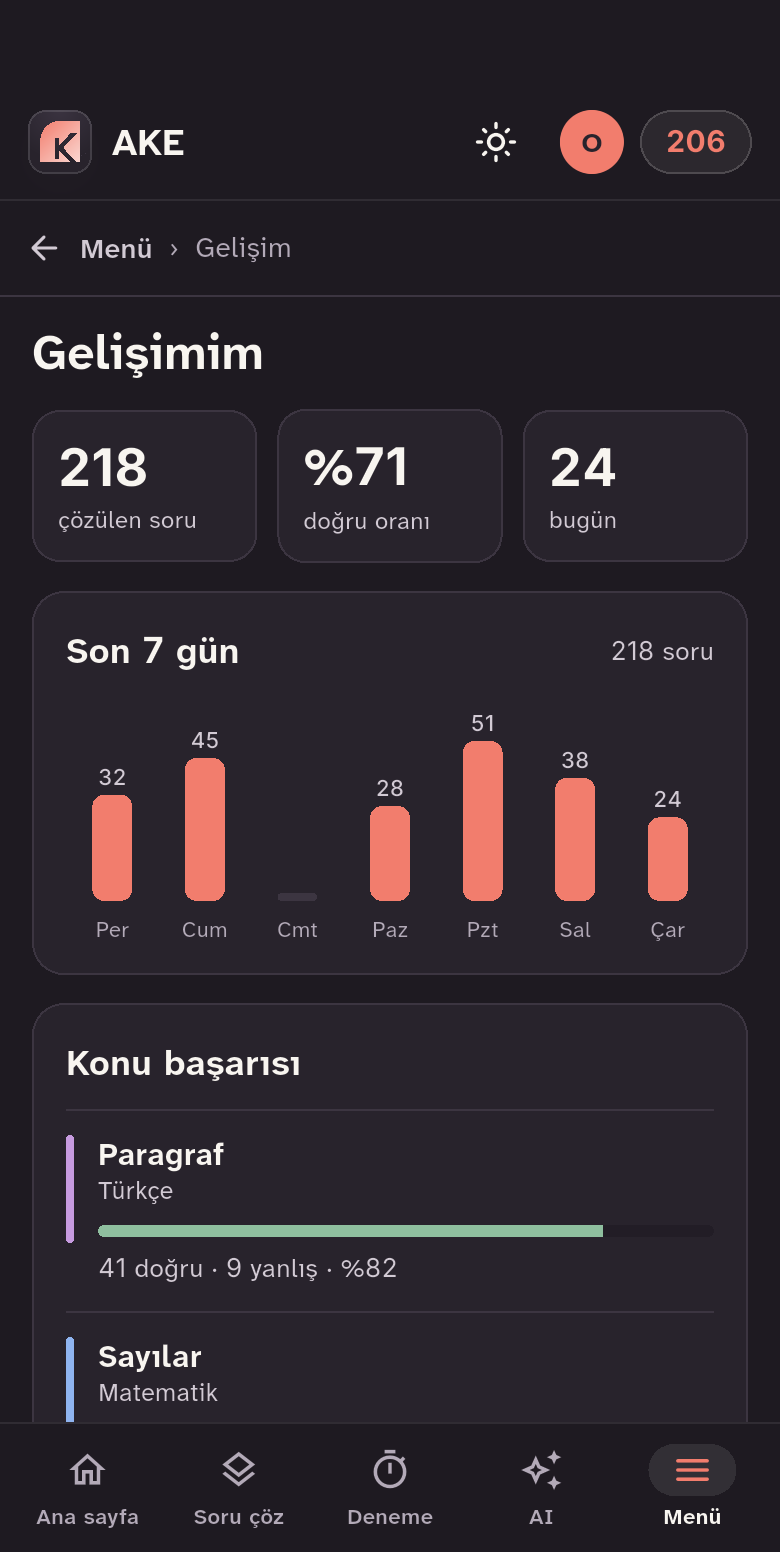 K AKE O 206
Menü › Gelişim
Gelişimim
218 %71 24
çözülen soru doğru oranı bugün
Son 7 gün 218 soru
32 45 28 51 38 24
Per Cum Cmt Paz Pzt Sal Çar
Konu başarısı
Paragraf
Türkçe
41 doğru · 9 yanlış · %82
Sayılar
Matematik
Ana sayfa Soru çöz Deneme AI Menü